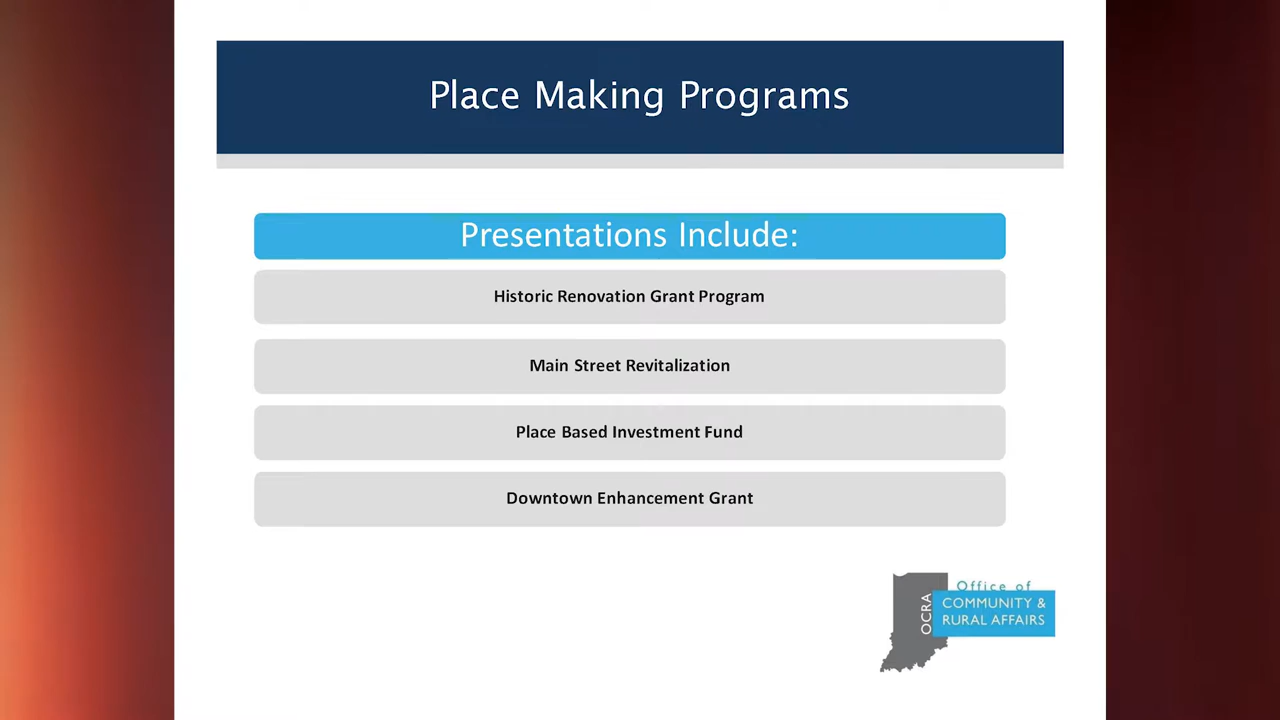 Place Making Programs
Presentations Include:
Historic Renovation Grant Program
Main Street Revitalization
Place Based Investment Fund
Downtown Enhancement Grant
OCRA
Office of
COMMUNITY &
RURAL AFFAIRS